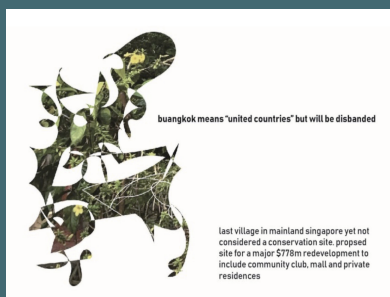 buangkok means "united countries" but will be disbanded
last village in mainland singapore yet not
considered a conservation site. propsed
site for a major $778m redevelopment to
include community club, mall and private
residences